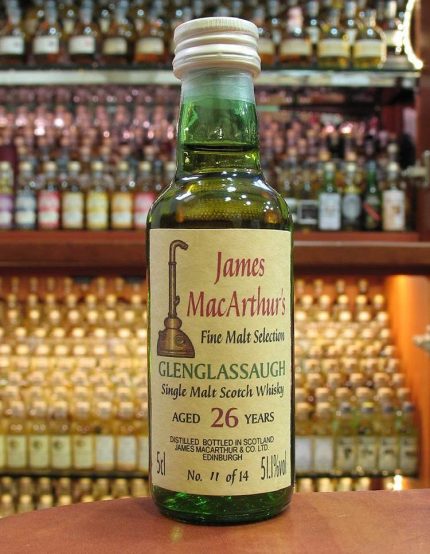 James
MacArthur's
Fine Malt Selection
GLENGLASSAUGH
Single Malt Scotch Whisky
AGED 26 YEARS
DISTILLED BOTTLED IN SCOTLAND
JAMES MACARTHUR & CO. LTD.
EDINBURGH
5cl
51.1%vol
No. 11 of 14